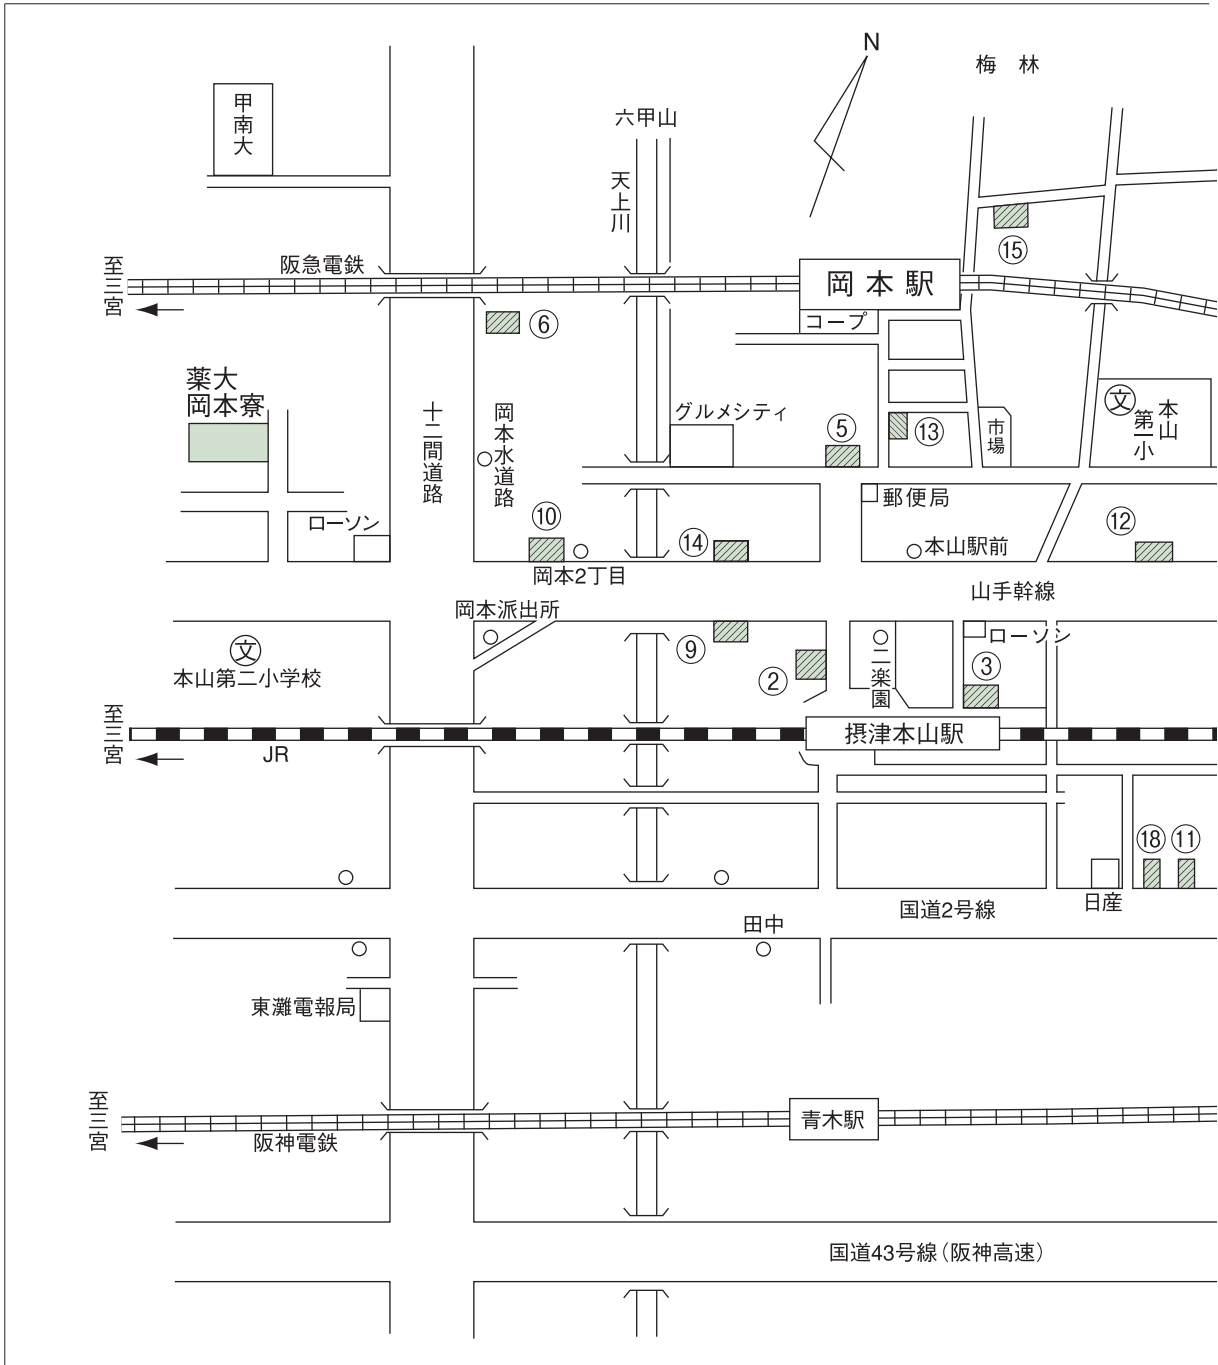 N
梅 林
甲南大
六甲山
天上川
⑮
至三宮
阪急電鉄
岡本駅
コープ
⑥
薬大
岡本寮
十二間道路
岡本水道路
グルメシティ
⑤
⑬
市場
文
本山
第一小
郵便局
ローソン
⑩
⑭
⑫
本山駅前
岡本2丁目
山手幹線
岡本派出所
文
本山第二小学校
⑨
②
二楽園
ローソン
③
至三宮
JR
摂津本山駅
⑱
⑪
日産
国道2号線
田中
東灘電報局
至三宮
阪神電鉄
青木駅
国道43号線(阪神高速)